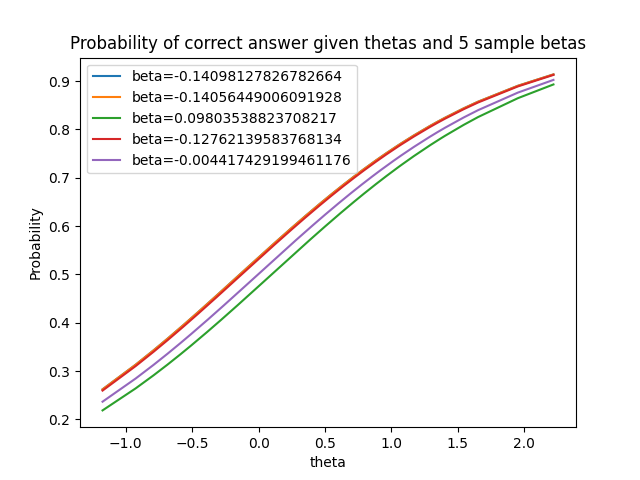 Probability of correct answer given thetas and 5 sample betas
beta=-0.14098127826782664
beta=-0.14056449006091928
beta=0.09803538823708217
beta=-0.12762139583768134
beta=-0.004417429199461176
Probability
0.9
0.8
0.7
0.6
0.5
0.4
0.3
0.2
−1.0
−0.5
0.0
0.5
1.0
1.5
2.0
theta